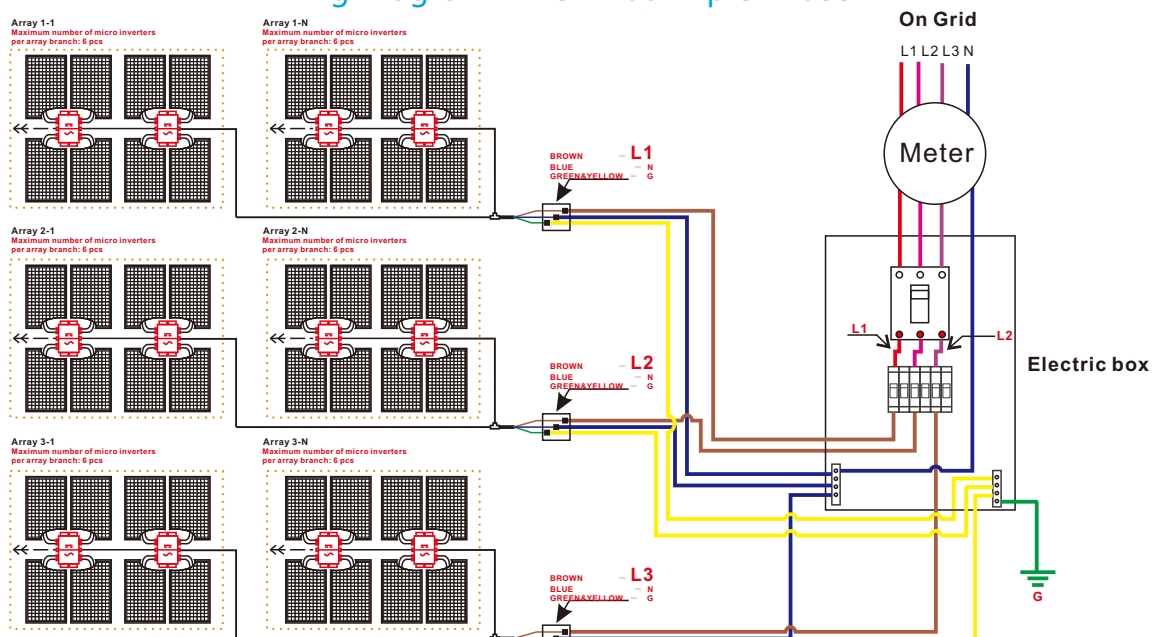 On Grid
L1 L2 L3 N
Meter
Electric box
L1
L2
G
Array 1-1
Maximum number of micro inverters
per array branch: 6 pcs
Array 1-N
Maximum number of micro inverters
per array branch: 6 pcs
BROWN – L1
BLUE – N
GREEN&YELLOW – G
Array 2-1
Maximum number of micro inverters
per array branch: 6 pcs
Array 2-N
Maximum number of micro inverters
per array branch: 6 pcs
BROWN – L2
BLUE – N
GREEN&YELLOW – G
Array 3-1
Maximum number of micro inverters
per array branch: 6 pcs
Array 3-N
Maximum number of micro inverters
per array branch: 6 pcs
BROWN – L3
BLUE – N
GREEN&YELLOW – G